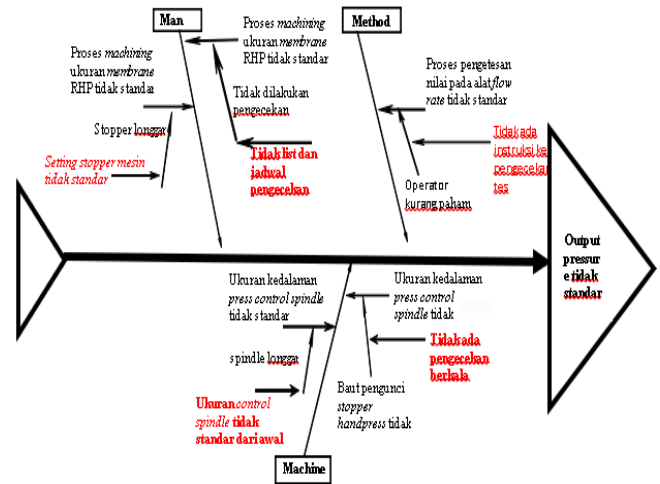 Man
Proses machining
ukuran membrane
RHP tidak standar
Stopper longgar
Setting stopper mesin
tidak standar
Proses machining
ukuran membrane
RHP tidak standar
Tidak dilakukan
pengecekan
Tidak list dan
jadwal
pengecekan
Method
Proses pengetesan
nilai pada alat flow
rate tidak standar
Operator
kurang paham
Tidak ada
instruksi ke
pengecekan
tes
Output
pressur
e tidak
standar
Ukuran kedalaman
press control spindle
tidak standar
spindle longgar
Ukuran control
spindle tidak
standar dari awal
Ukuran kedalaman
press control
spindle tidak
Tidak ada
pengecekan
berkala
Baut pengunci
stopper
handpress tidak
Machine